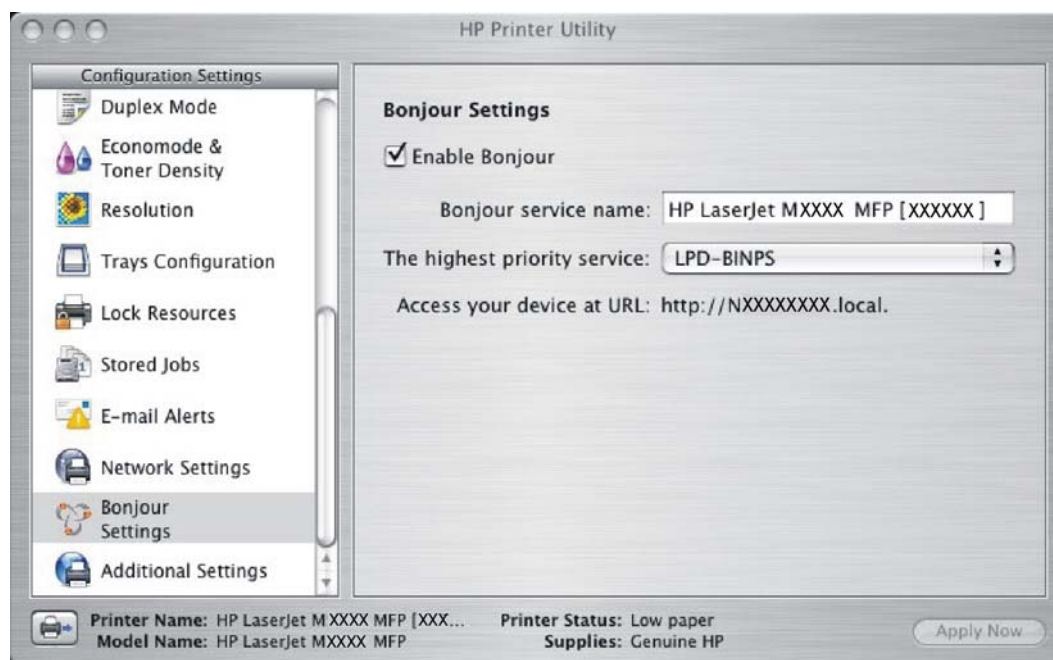 HP Printer Utility
Configuration Settings
Duplex Mode
Economode &
Toner Density
Resolution
Trays Configuration
Lock Resources
Stored Jobs
E-mail Alerts
Network Settings
Bonjour
Settings
Additional Settings
Bonjour Settings
Enable Bonjour
Bonjour service name: HP LaserJet MXXXX MFP [XXXXXX]
The highest priority service: LPD-BINPS
Access your device at URL: http://NXXXXXXXX.local.
Printer Name: HP LaserJet MXXXX MFP [XXX...
Model Name: HP LaserJet MXXXX MFP
Printer Status: Low paper
Supplies: Genuine HP
Apply Now